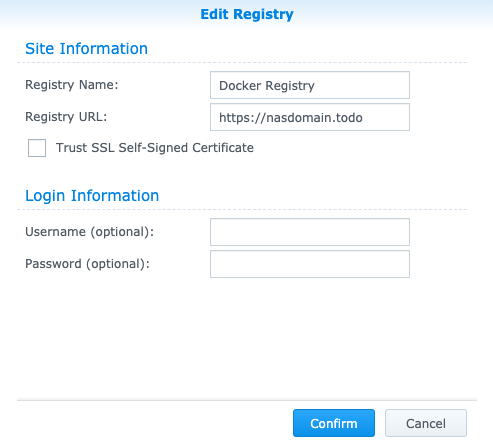 Edit Registry
Site Information
Registry Name: Docker Registry
Registry URL: https://nasdomain.todo
Trust SSL Self-Signed Certificate
Login Information
Username (optional):
Password (optional):
Confirm Cancel